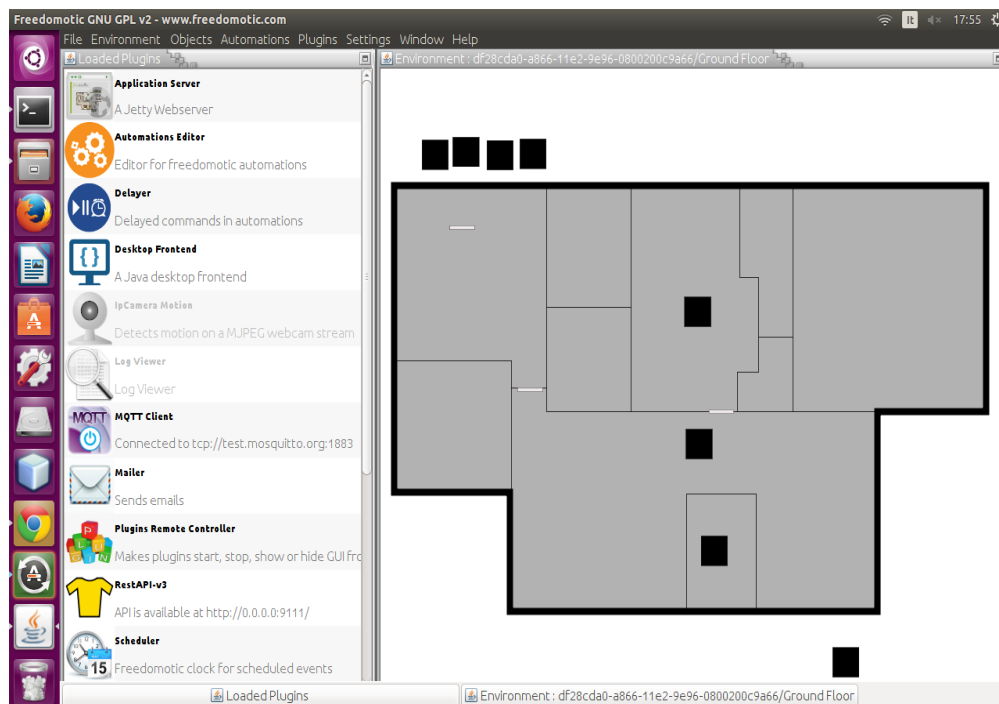 Freedomotic GNU GPL v2 - www.freedomotic.com
It
17:55
File Environment Objects Automations Plugins Settings Window Help
Loaded Plugins
Environment : df28cda0-a866-11e2-9e96-0800200c9a66/Ground Floor
Application Server
A Jetty Webserver
Automations Editor
Editor for freedomotic automations
Delayer
Delayed commands in automations
Desktop Frontend
A Java desktop frontend
IpCamera Motion
Detects motion on a MJPEG webcam stream
Log Viewer
Log Viewer
MQTT
MQTT Client
Connected to tcp://test.mosquitto.org:1883
Mailer
Sends emails
Plugins Remote Controller
Makes plugins start, stop, show or hide GUI fro
RestAPI-v3
API is available at http://0.0.0.0:9111/
Scheduler
15
Freedomotic clock for scheduled events
Loaded Plugins
Environment : df28cda0-a866-11e2-9e96-0800200c9a66/Ground Floor